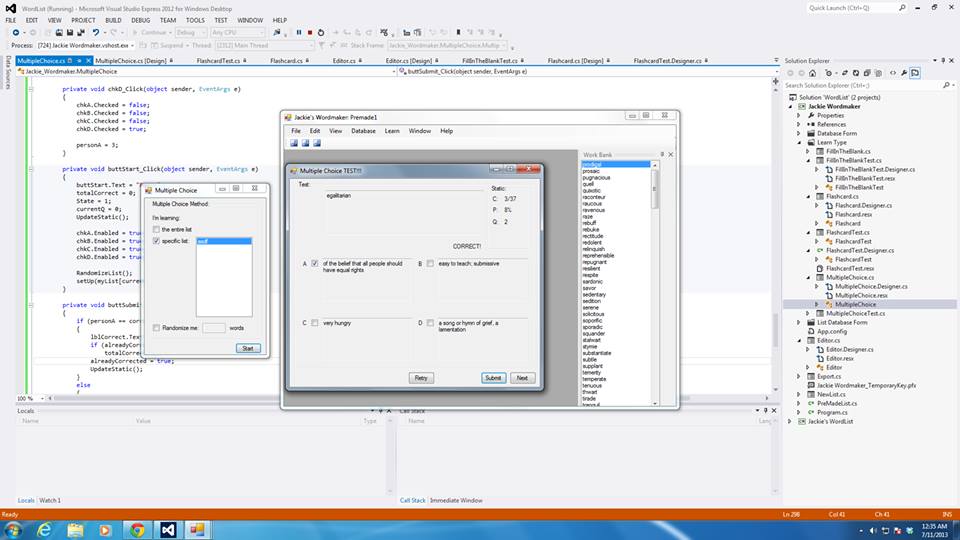 WordList (Running) - Microsoft Visual Studio Express 2012 for Windows Desktop
Quick Launch (Ctrl+Q)
FILE EDIT VIEW PROJECT BUILD DEBUG TEAM TOOLS TEST WINDOW HELP
Continue Debug Any CPU
Process: [724] Jackie Wordmaker.vshost.exe Suspend Thread: [2312] Main Thread Stack Frame: Jackie_Wordmaker.MultipleChoice.Multip
Data Sources
MultipleChoice.cs MultipleChoice.cs [Design] FlashcardTest.cs Flashcard.cs Editor.cs Editor.cs [Design] FillInTheBlankTest.cs Flashcard.cs [Design] FlashcardTest.Designer.cs
Jackie_Wordmaker.MultipleChoice buttSubmit_Click(object sender, EventArgs e)
private void chkD_Click(object sender, EventArgs e)
{
chkA.Checked = false;
chkB.Checked = false;
chkC.Checked = false;
chkD.Checked = true;
personA = 3;
}
private void buttStart_Click(object sender, EventArgs e)
{
buttStart.Text = "
totalCorrect = 0;
State = 1;
currentQ = 0;
UpdateStatic();
chkA.Enabled = tru
chkB.Enabled = tru
chkC.Enabled = tru
chkD.Enabled = tru
RandomizeList();
setUp(myList[curre
}
private void buttSubmi
{
if (personA == cor
{
lblCorrect.Tex
if (alreadyCor
totalCorre
alreadyCorrected = true;
UpdateStatic();
}
else
{
100 %
Multiple Choice
Multiple Choice Method:
I'm learning:
the entire list
specific list:
asdf
Randomize me: words
Start
Jackie's Wordmaker: Premade1
File Edit View Database Learn Window Help
Multiple Choice TEST!!!
Test:
egalitarian
Static:
C: 3/37
P: 8%
Q: 2
CORRECT!
A of the belief that all people should have equal rights
B easy to teach; submissive
C very hungry
D a song or hymn of grief, a lamentation
Retry Submit Next
Work Bank
prodigal
prosaic
pugnacious
quell
quixotic
raconteur
raucous
ravenous
raze
rebuff
rebuke
rectitude
redolent
relinquish
reprehensible
repugnant
resilient
respite
sardonic
savor
sedentary
sedition
serene
solicitous
soporific
sporadic
squander
stalwart
stymie
substantiate
subtle
supplant
temerity
temperate
tenuous
thwart
tirade
tranquil
Solution Explorer
Search Solution Explorer (Ctrl+;)
Solution 'WordList' (2 projects)
Jackie Wordmaker
Properties
References
Database Form
Learn Type
FillInTheBlank.cs
FillInTheBlankTest.cs
FillInTheBlankTest.Designer.cs
FillInTheBlankTest.resx
FillInTheBlankTest
Flashcard.cs
Flashcard.Designer.cs
Flashcard.resx
Flashcard
FlashcardTest.cs
FlashcardTest
FlashcardTest.Designer.cs
FlashcardTest.resx
MultipleChoice.cs
MultipleChoice.Designer.cs
MultipleChoice.resx
MultipleChoice
MultipleChoiceTest.cs
List Database Form
App.config
Editor.cs
Editor.Designer.cs
Editor.resx
Editor
Export.cs
Jackie Wordmaker_TemporaryKey.pfx
NewList.cs
PreMadeList.cs
Program.cs
Jackie's WordList
Locals
Name Value Type
Call Stack
Name Lang
Locals Watch 1
Call Stack Immediate Window
Ready Ln 298 Col 41 Ch 41 INS
12:35 AM
7/11/2013